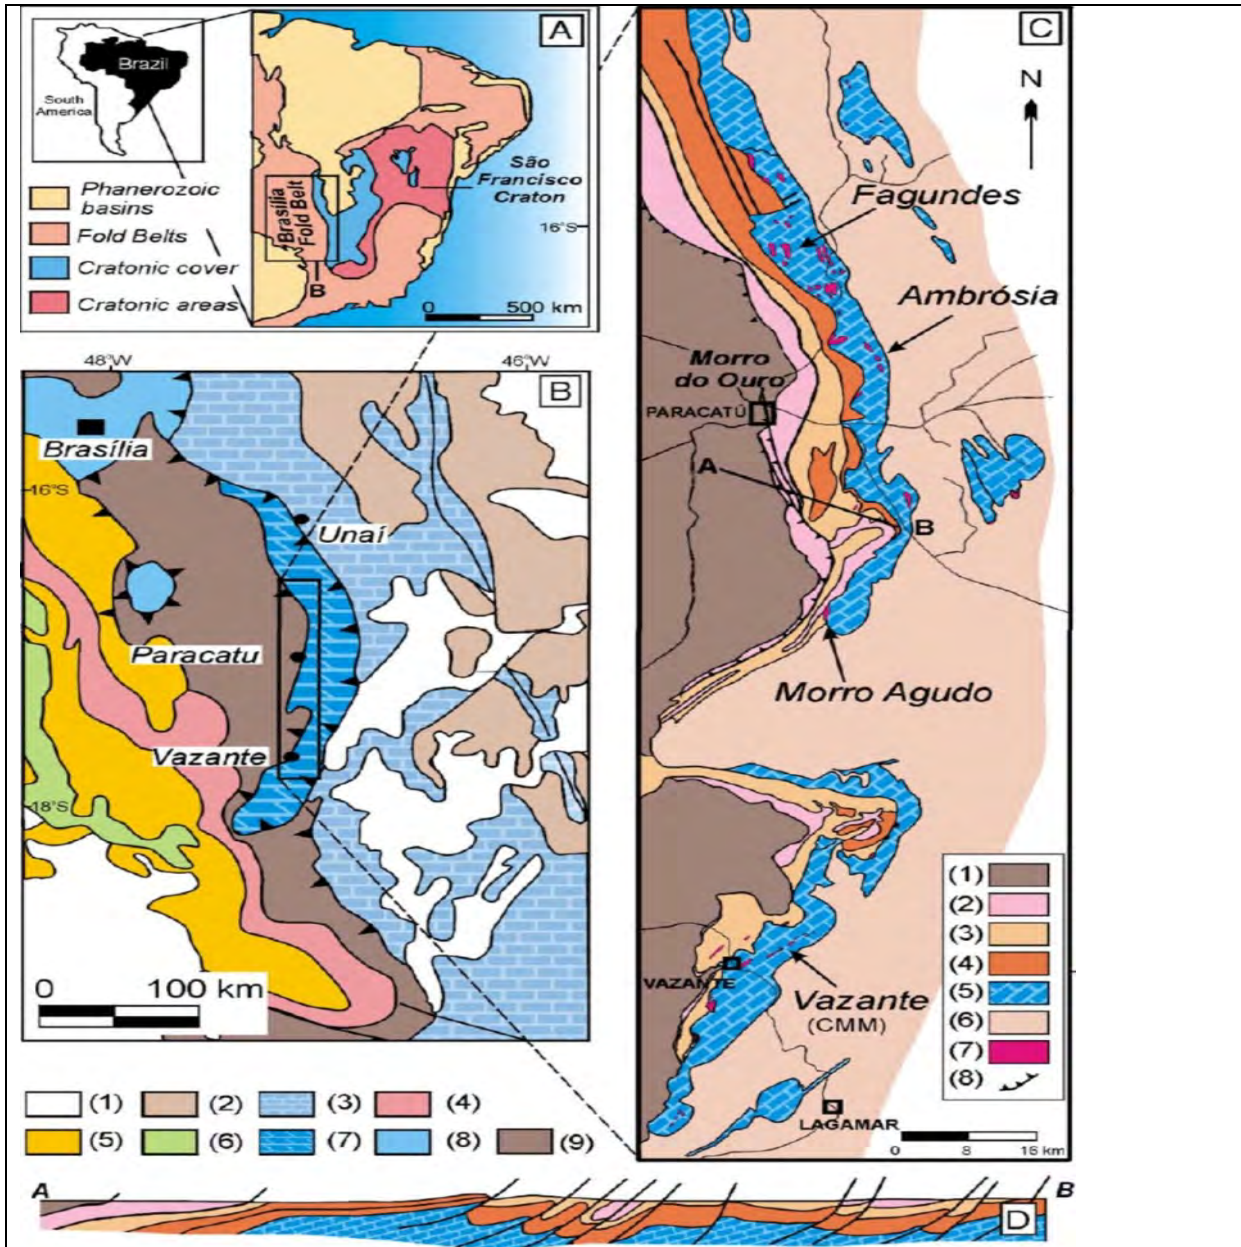 A
Brazil
South
America
Phanerozoic
basins
Fold Belts
Cratonic cover
Cratonic areas
Brasília
Fold Belt
B
São
Francisco
Craton
16°S
0 500 km
48°W 46°W
B
Brasília
16°S
Unaí
Paracatu
Vazante
18°S
0 100 km
(1) (2) (3) (4)
(5) (6) (7) (8) (9)
C
N
Fagundes
Ambrósia
Morro
do Ouro
PARACATÚ
A
B
Morro Agudo
VAZANTE
Vazante
(CMM)
LAGAMAR
(1)
(2)
(3)
(4)
(5)
(6)
(7)
(8)
0 8 16 km
A B
D